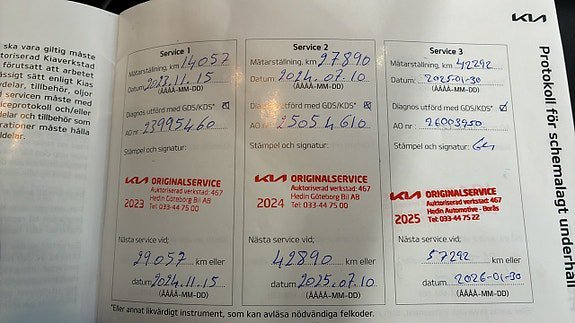 ska vara giltig måste
toriserad Kiaverkstad
förutsatt att arbetet
ässigt sätt enligt Kias
delar, tillbehör, oljor
d servicen måste med
iceprotokoll och/eller
delar och tillbehör som
rationer måste hålla
delar.
KIA
Protokoll för schemalagt underhåll
Service 1
Mätarställning, km 14057
Datum: 2023.11.15
(ÅÅÅÅ-MM-DD)
Diagnos utförd med GDS/KDS*
AO nr: 23995460
Stämpel och signatur:
KIA ORIGINALSERVICE
Auktoriserad verkstad: 467
2023 Hedin Göteborg Bil AB
Tel: 033-44 75 00
Nästa service vid;
29057 km eller
datum 2024.11.15
(ÅÅÅÅ-MM-DD)
Service 2
Mätarställning, km 27890
Datum: 2024.07.10
(ÅÅÅÅ-MM-DD)
Diagnos utförd med GDS/KDS*
AO nr: 25054610
Stämpel och signatur:
KIA ORIGINALSERVICE
Auktoriserad verkstad: 467
2024 Hedin Göteborg Bil AB
Tel: 033-44 75 00
Nästa service vid;
42890 km eller
datum 2025.07.10
(ÅÅÅÅ-MM-DD)
Service 3
Mätarställning, km 42292
Datum: 2025-01-30
(ÅÅÅÅ-MM-DD)
Diagnos utförd med GDS/KDS*
AO nr: 26003950
Stämpel och signatur:
KIA ORIGINALSERVICE
Auktoriserad verkstad: 467
2025 Hedin Automotive - Borås
Tel: 033-44 75 22
Nästa service vid;
57292 km eller
datum 2026-01-30
(ÅÅÅÅ-MM-DD)
*Eller annat likvärdigt instrument, som kan avläsa nödvändiga felkoder.